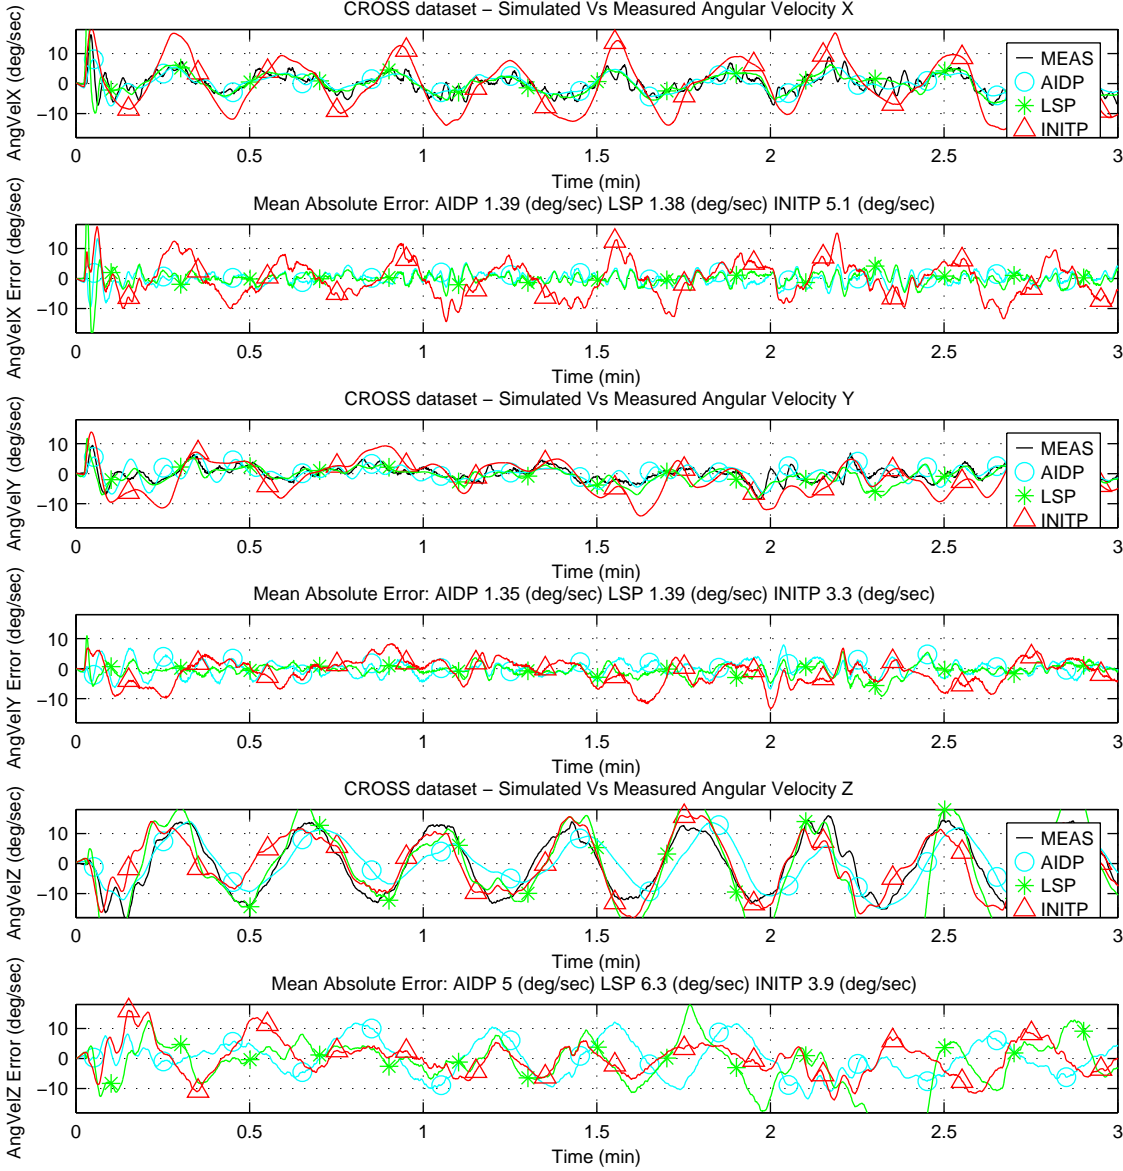 CROSS dataset – Simulated Vs Measured Angular Velocity X
AngVelX (deg/sec)
10
0
−10
MEAS
AIDP
LSP
INITP
0 0.5 1 1.5 2 2.5 3
Time (min)
Mean Absolute Error: AIDP 1.39 (deg/sec) LSP 1.38 (deg/sec) INITP 5.1 (deg/sec)
AngVelX Error (deg/sec)
10
0
−10
0 0.5 1 1.5 2 2.5 3
Time (min)
CROSS dataset – Simulated Vs Measured Angular Velocity Y
AngVelY (deg/sec)
10
0
−10
MEAS
AIDP
LSP
INITP
0 0.5 1 1.5 2 2.5 3
Time (min)
Mean Absolute Error: AIDP 1.35 (deg/sec) LSP 1.39 (deg/sec) INITP 3.3 (deg/sec)
AngVelY Error (deg/sec)
10
0
−10
0 0.5 1 1.5 2 2.5 3
Time (min)
CROSS dataset – Simulated Vs Measured Angular Velocity Z
AngVelZ (deg/sec)
10
0
−10
MEAS
AIDP
LSP
INITP
0 0.5 1 1.5 2 2.5 3
Time (min)
Mean Absolute Error: AIDP 5 (deg/sec) LSP 6.3 (deg/sec) INITP 3.9 (deg/sec)
AngVelZ Error (deg/sec)
10
0
−10
0 0.5 1 1.5 2 2.5 3
Time (min)